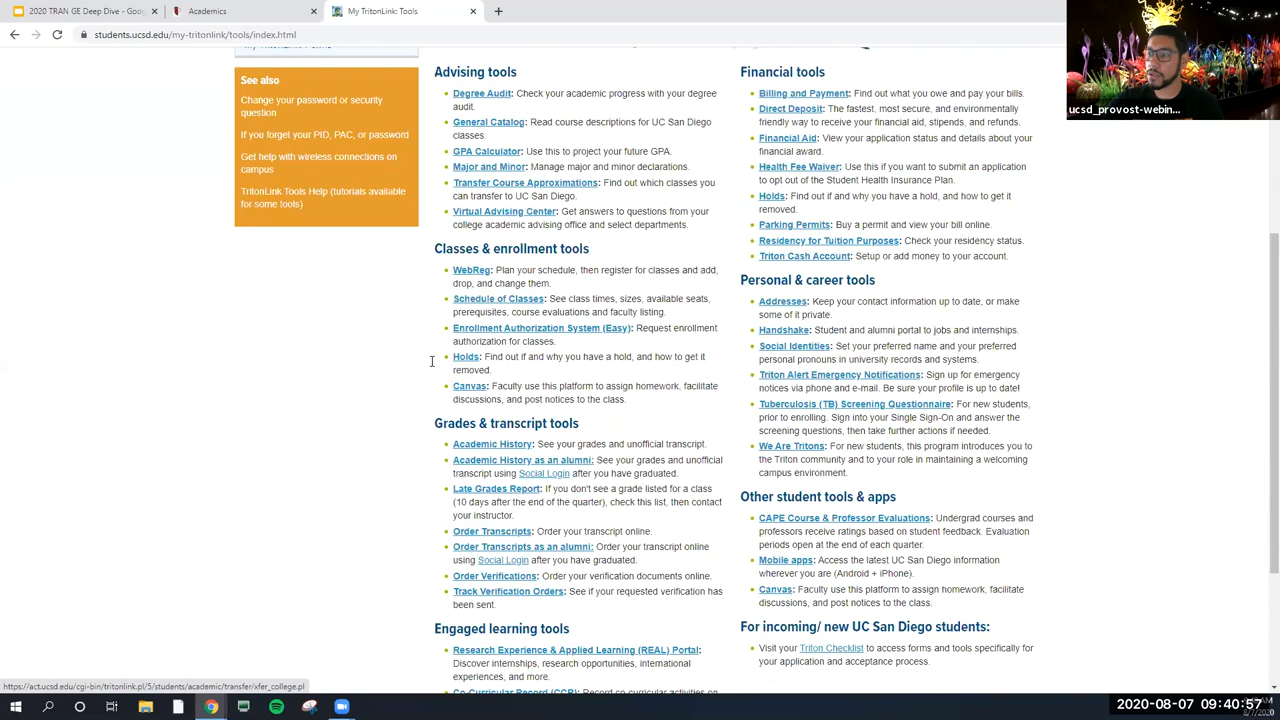 2020 TRAN GE Deep Dive - Goog
Academics
My TritonLink: Tools
students.ucsd.edu/my-tritonlink/tools/index.html
ucsd_provost-webin...
See also
Change your password or security
question
If you forget your PID, PAC, or password
Get help with wireless connections on
campus
TritonLink Tools Help (tutorials available
for some tools)
Advising tools
Degree Audit: Check your academic progress with your degree
audit.
General Catalog: Read course descriptions for UC San Diego
classes.
GPA Calculator: Use this to project your future GPA.
Major and Minor: Manage major and minor declarations.
Transfer Course Approximations: Find out which classes you
can transfer to UC San Diego.
Virtual Advising Center: Get answers to questions from your
college academic advising office and select departments.
Classes & enrollment tools
WebReg: Plan your schedule, then register for classes and add,
drop, and change them.
Schedule of Classes: See class times, sizes, available seats,
prerequisites, course evaluations and faculty listing.
Enrollment Authorization System (Easy): Request enrollment
authorization for classes.
Holds: Find out if and why you have a hold, and how to get it
removed.
Canvas: Faculty use this platform to assign homework, facilitate
discussions, and post notices to the class.
Grades & transcript tools
Academic History: See your grades and unofficial transcript.
Academic History as an alumni: See your grades and unofficial
transcript using Social Login after you have graduated.
Late Grades Report: If you don't see a grade listed for a class
(10 days after the end of the quarter), check this list, then contact
your instructor.
Order Transcripts: Order your transcript online.
Order Transcripts as an alumni: Order your transcript online
using Social Login after you have graduated.
Order Verifications: Order your verification documents online.
Track Verification Orders: See if your requested verification has
been sent.
Engaged learning tools
Research Experience & Applied Learning (REAL) Portal:
Discover internships, research opportunities, international
experiences, and more.
Co-Curricular Record (CCR): Record co-curricular activities on
Financial tools
Billing and Payment: Find out what you owe and pay your bills.
Direct Deposit: The fastest, most secure, and environmentally
friendly way to receive your financial aid, stipends, and refunds.
Financial Aid: View your application status and details about your
financial award.
Health Fee Waiver: Use this if you want to submit an application
to opt out of the Student Health Insurance Plan.
Holds: Find out if and why you have a hold, and how to get it
removed.
Parking Permits: Buy a permit and view your bill online.
Residency for Tuition Purposes: Check your residency status.
Triton Cash Account: Setup or add money to your account.
Personal & career tools
Addresses: Keep your contact information up to date, or make
some of it private.
Handshake: Student and alumni portal to jobs and internships.
Social Identities: Set your preferred name and your preferred
personal pronouns in university records and systems.
Triton Alert Emergency Notifications: Sign up for emergency
notices via phone and e-mail. Be sure your profile is up to date!
Tuberculosis (TB) Screening Questionnaire: For new students,
prior to enrolling. Sign into your Single Sign-On and answer the
screening questions, then take further actions if needed.
We Are Tritons: For new students, this program introduces you to
the Triton community and to your role in maintaining a welcoming
campus environment.
Other student tools & apps
CAPE Course & Professor Evaluations: Undergrad courses and
professors receive ratings based on student feedback. Evaluation
periods open at the end of each quarter.
Mobile apps: Access the latest UC San Diego information
wherever you are (Android + iPhone).
Canvas: Faculty use this platform to assign homework, facilitate
discussions, and post notices to the class.
For incoming/ new UC San Diego students:
Visit your Triton Checklist to access forms and tools specifically for
your application and acceptance process.
https://act.ucsd.edu/cgi-bin/tritonlink.pl/5/students/academic/transfer/xfer_college.pl
2020-08-07 09:40:57